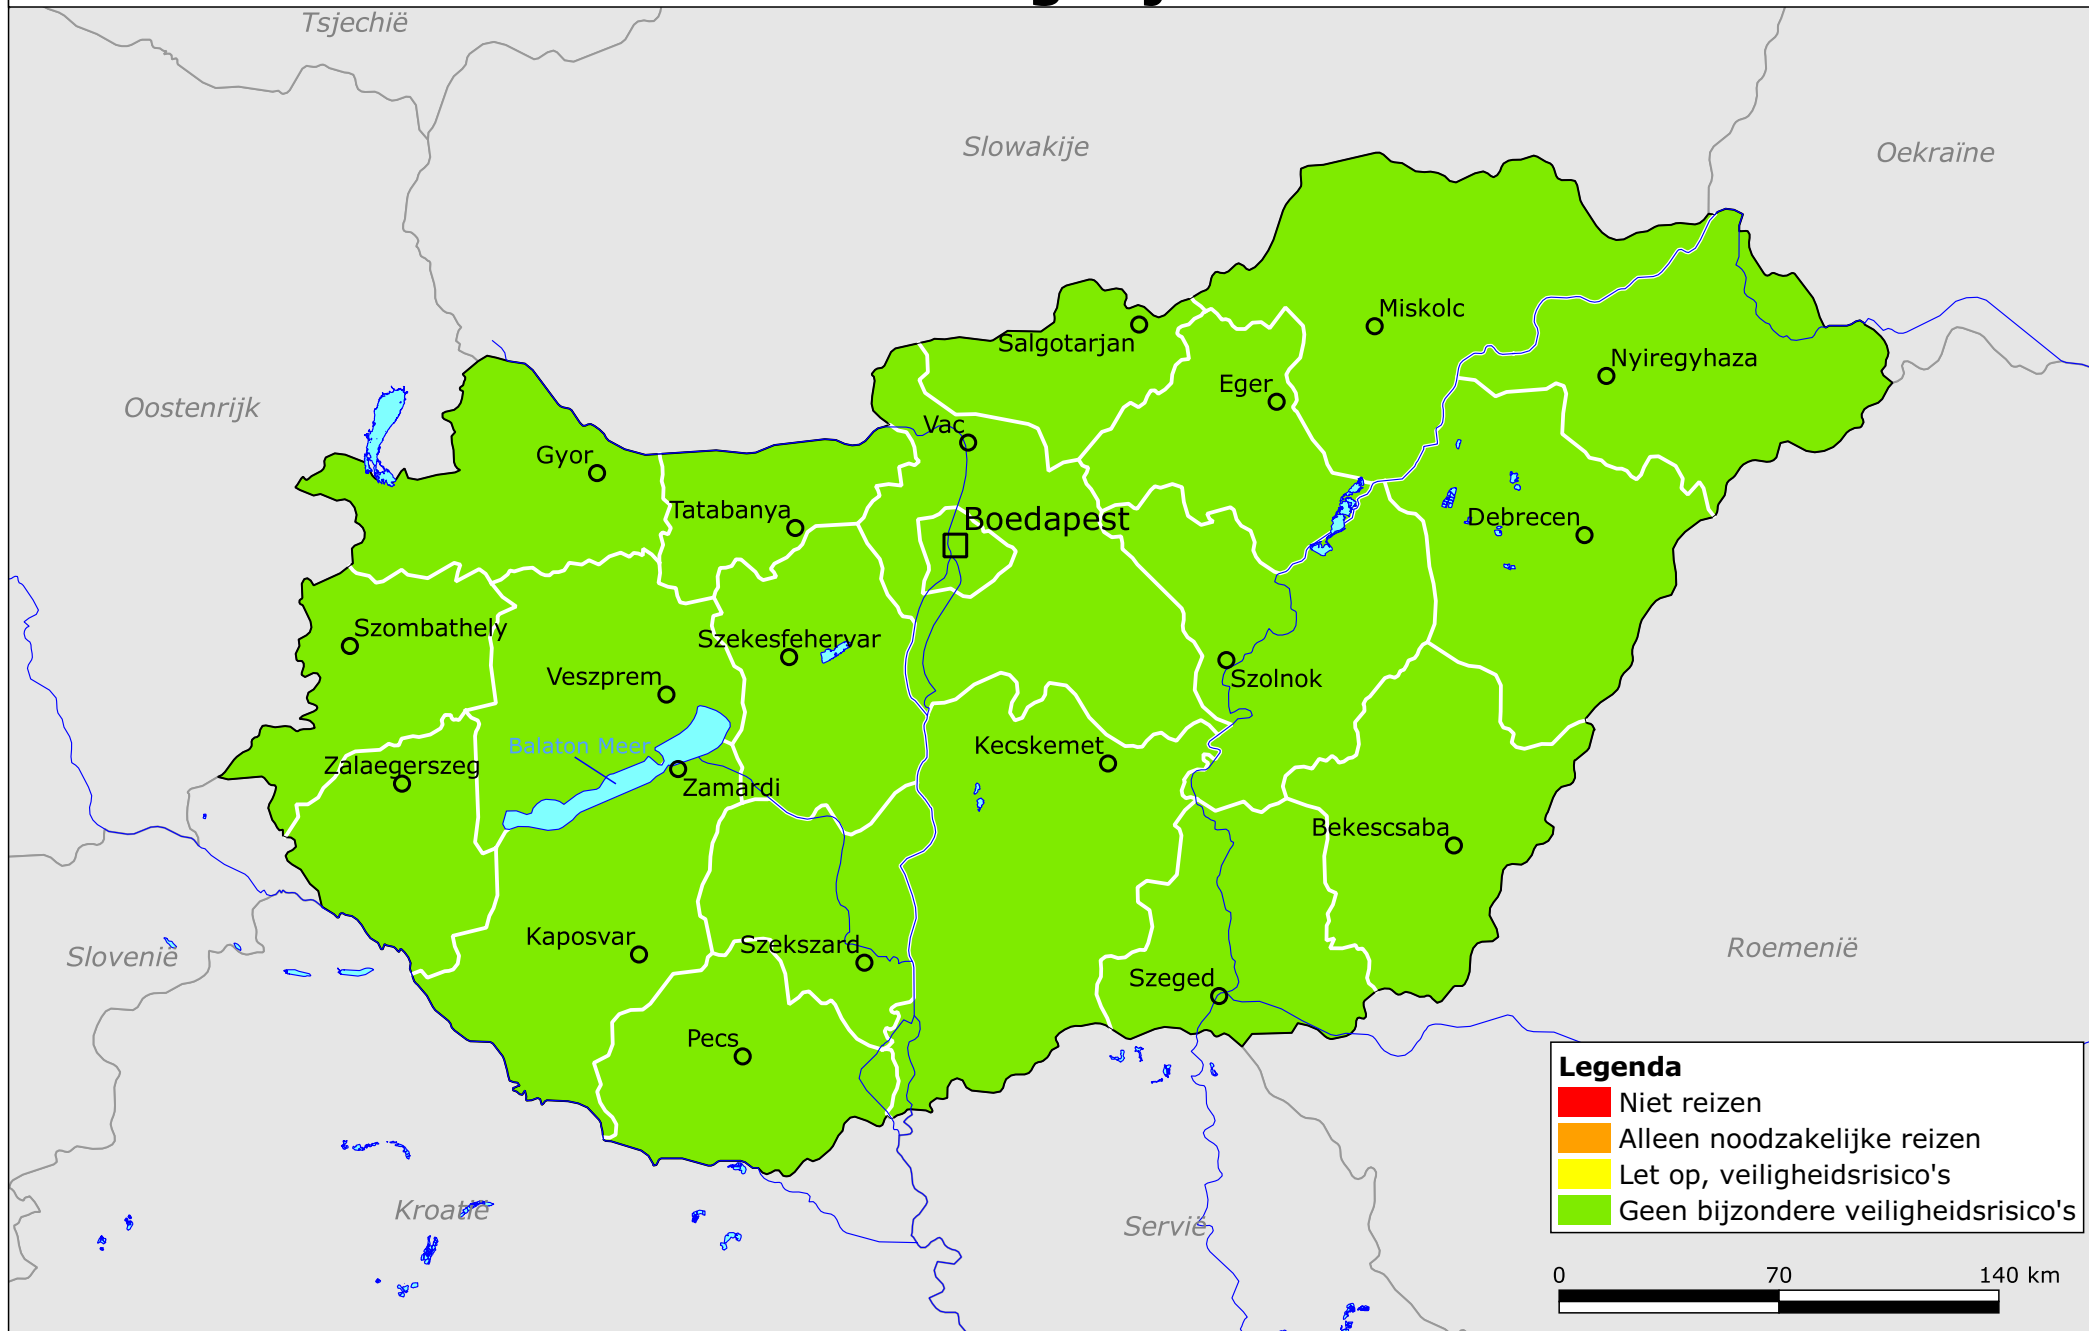 Tsjechië
Slowakije
Oekraïne
Miskolc
Salgotarjan
Nyiregyhaza
Eger
Oostenrijk
Vac
Gyor
Tatabanya
Boedapest
Debrecen
Szombathely
Szekesfehervar
Veszprem
Szolnok
Balaton Meer
Kecskemet
Zalaegerszeg
Zamardi
Bekescsaba
Kaposvar
Szekszard
Roemenië
Slovenië
Szeged
Pecs
Legenda
Niet reizen
Alleen noodzakelijke reizen
Let op, veiligheidsrisico's
Geen bijzondere veiligheidsrisico's
Kroatië
Servië
0 70 140 km